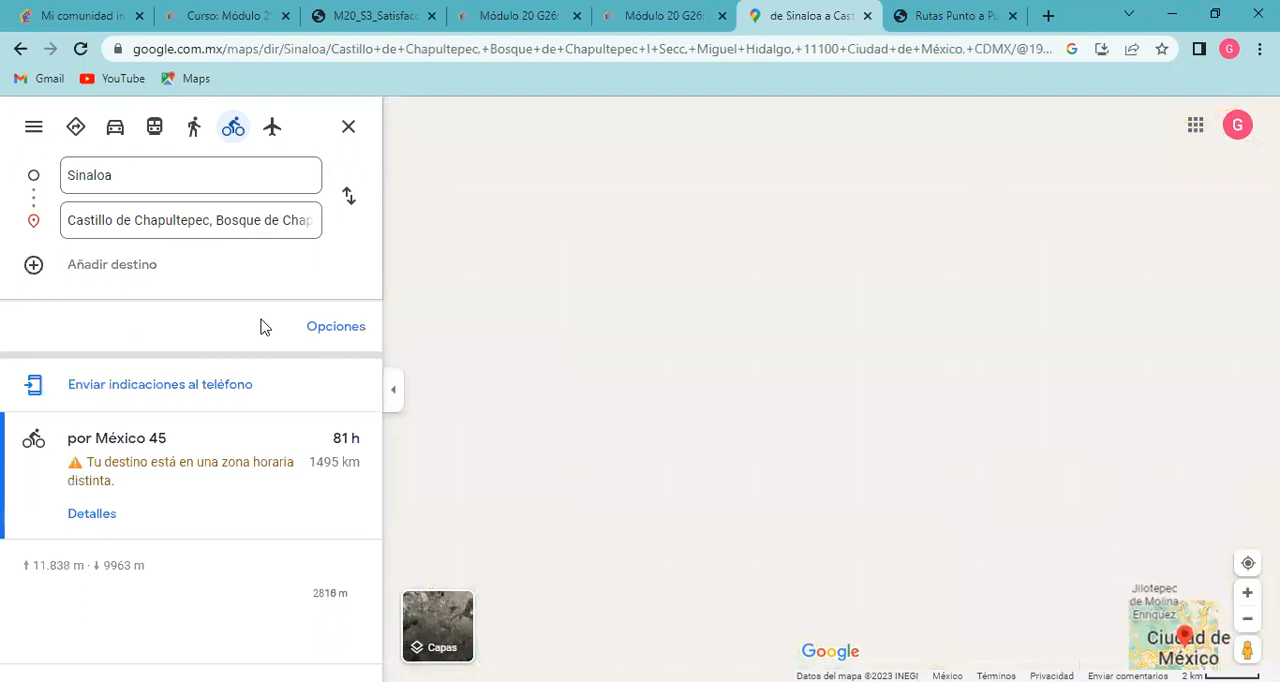 Mi comunidad in
Curso: Módulo 2
M20_S3_Satisfac
Módulo 20 G26:
Módulo 20 G26:
de Sinaloa a Cast
Rutas Punto a Pu
google.com.mx/maps/dir/Sinaloa/Castillo+de+Chapultepec,+Bosque+de+Chapultepec+I+Secc,+Miguel+Hidalgo,+11100+Ciudad+de+México,+CDMX/@19...
G
G
Gmail
YouTube
Maps
G
Sinaloa
Castillo de Chapultepec, Bosque de Chap
Añadir destino
Opciones
Enviar indicaciones al teléfono
por México 45
81 h
Tu destino está en una zona horaria
1495 km
distinta.
Detalles
11.838 m · 9963 m
2816 m
Capas
Google
Jilotepec
de Molina
Enriquez
Ciudad de
México
Datos del mapa ©2023 INEGI
México
Términos
Privacidad
Enviar comentarios
2 km